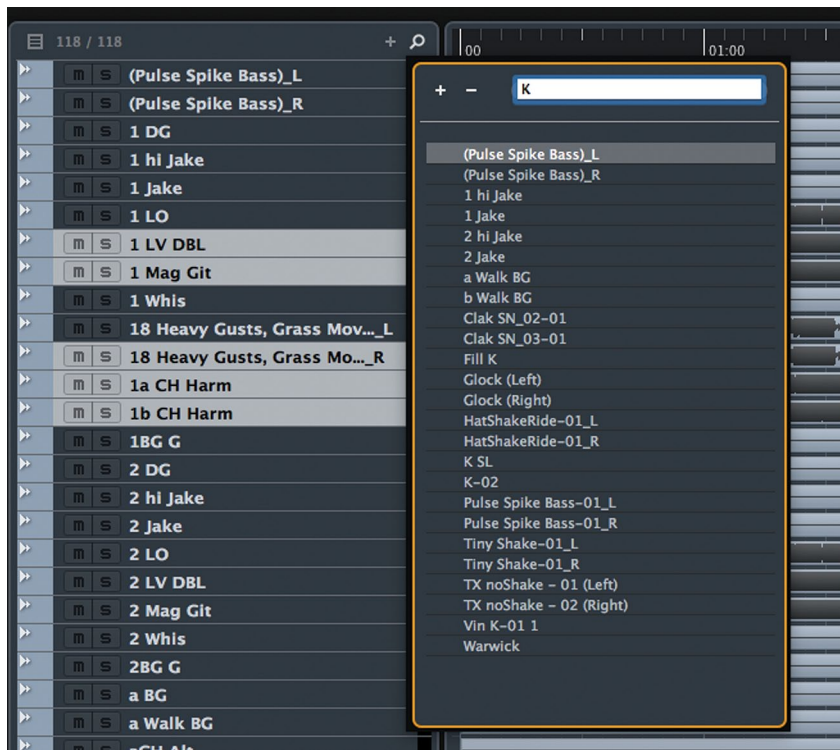 118 / 118 +
00 01:00
m S (Pulse Spike Bass)_L
m S (Pulse Spike Bass)_R
m S 1 DG
m S 1 hi Jake
m S 1 Jake
m S 1 LO
m S 1 LV DBL
m S 1 Mag Git
m S 1 Whis
m S 18 Heavy Gusts, Grass Mov..._L
m S 18 Heavy Gusts, Grass Mo..._R
m S 1a CH Harm
m S 1b CH Harm
m S 1BG G
m S 2 DG
m S 2 hi Jake
m S 2 Jake
m S 2 LO
m S 2 LV DBL
m S 2 Mag Git
m S 2 Whis
m S 2BG G
m S a BG
m S a Walk BG
+ − K
(Pulse Spike Bass)_L
(Pulse Spike Bass)_R
1 hi Jake
1 Jake
2 hi Jake
2 Jake
a Walk BG
b Walk BG
Clak SN_02-01
Clak SN_03-01
Fill K
Glock (Left)
Glock (Right)
HatShakeRide-01_L
HatShakeRide-01_R
K SL
K-02
Pulse Spike Bass-01_L
Pulse Spike Bass-01_R
Tiny Shake-01_L
Tiny Shake-01_R
TX noShake - 01 (Left)
TX noShake - 02 (Right)
Vin K-01 1
Warwick